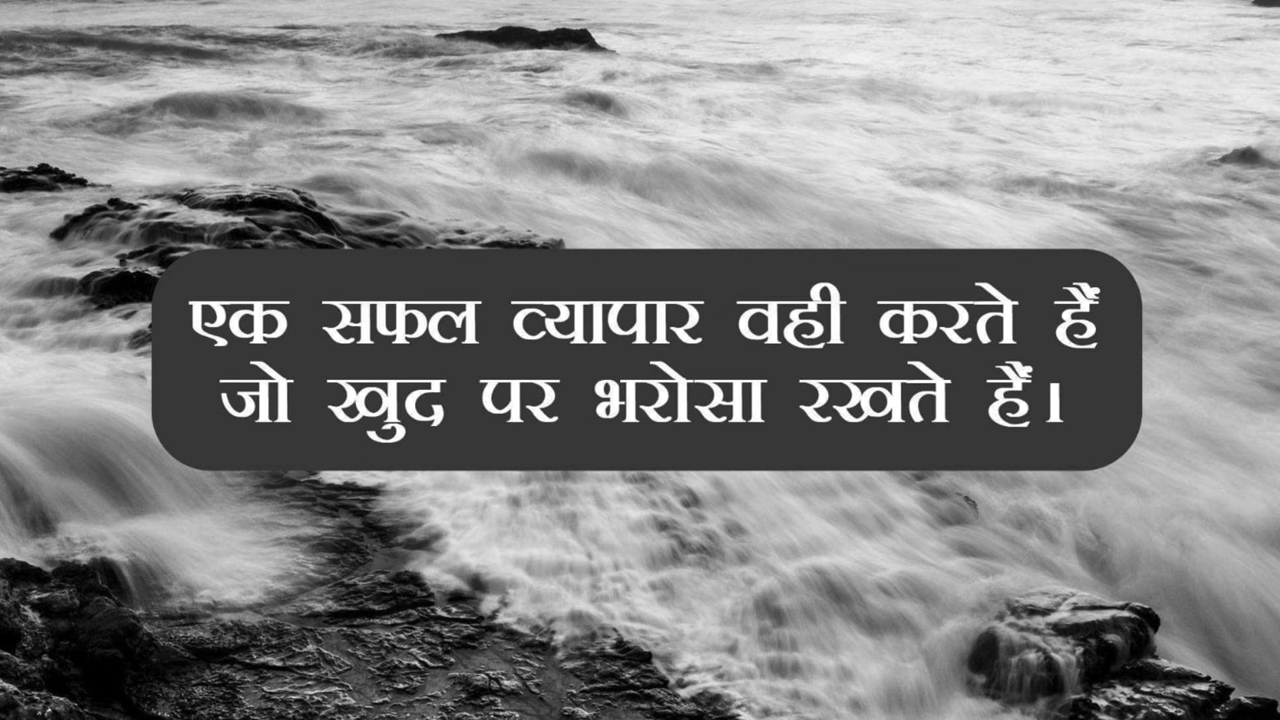 एक सफल व्यापार वही करते हैं
जो खुद पर भरोसा रखते हैं।